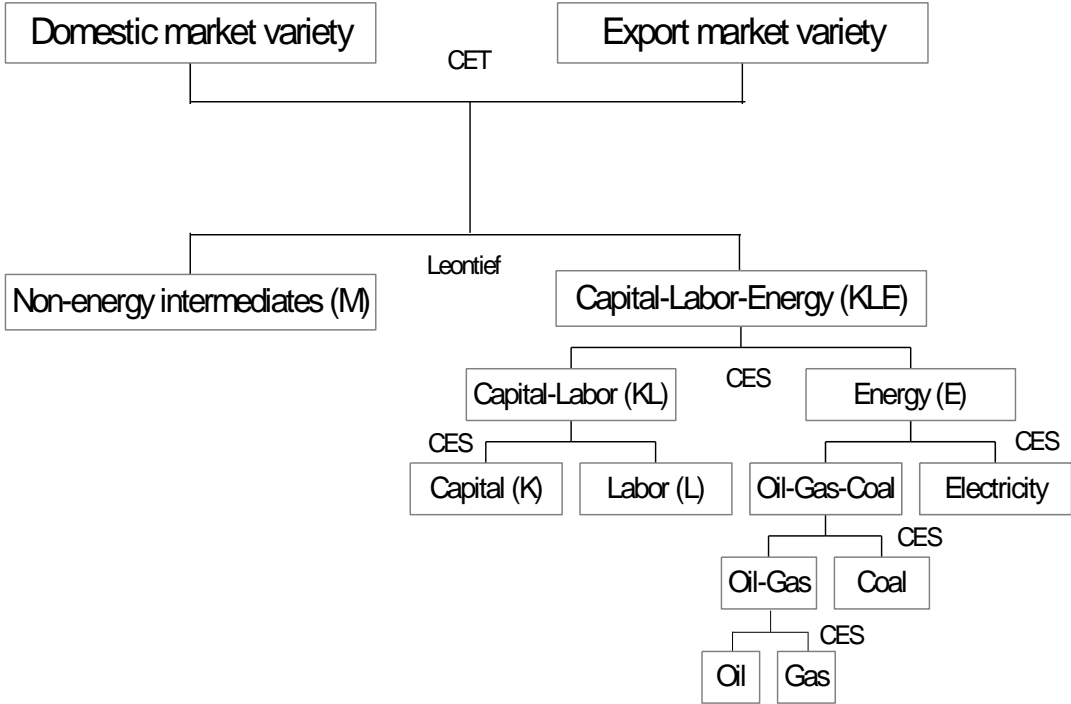 Domestic market variety
Export market variety
CET
Leontief
Non-energy intermediates (M)
Capital-Labor-Energy (KLE)
CES
Capital-Labor (KL)
Energy (E)
CES
CES
Capital (K)
Labor (L)
Oil-Gas-Coal
Electricity
CES
Oil-Gas
Coal
CES
Oil
Gas